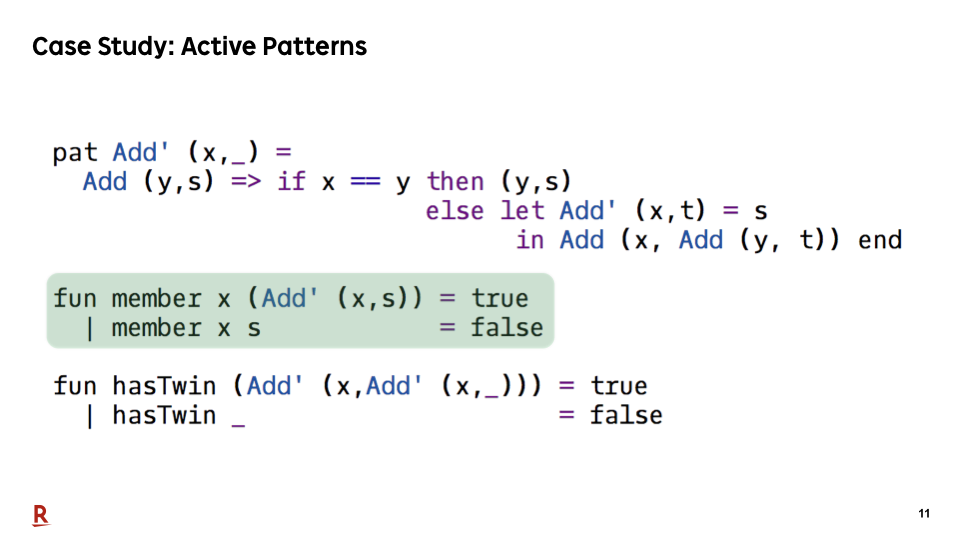 Case Study: Active Patterns
pat Add' (x,_) =
Add (y,s) => if x == y then (y,s)
else let Add' (x,t) = s
in Add (x, Add (y, t)) end
fun member x (Add' (x,s)) = true
| member x s = false
fun hasTwin (Add' (x,Add' (x,_))) = true
| hasTwin _ = false
R
11